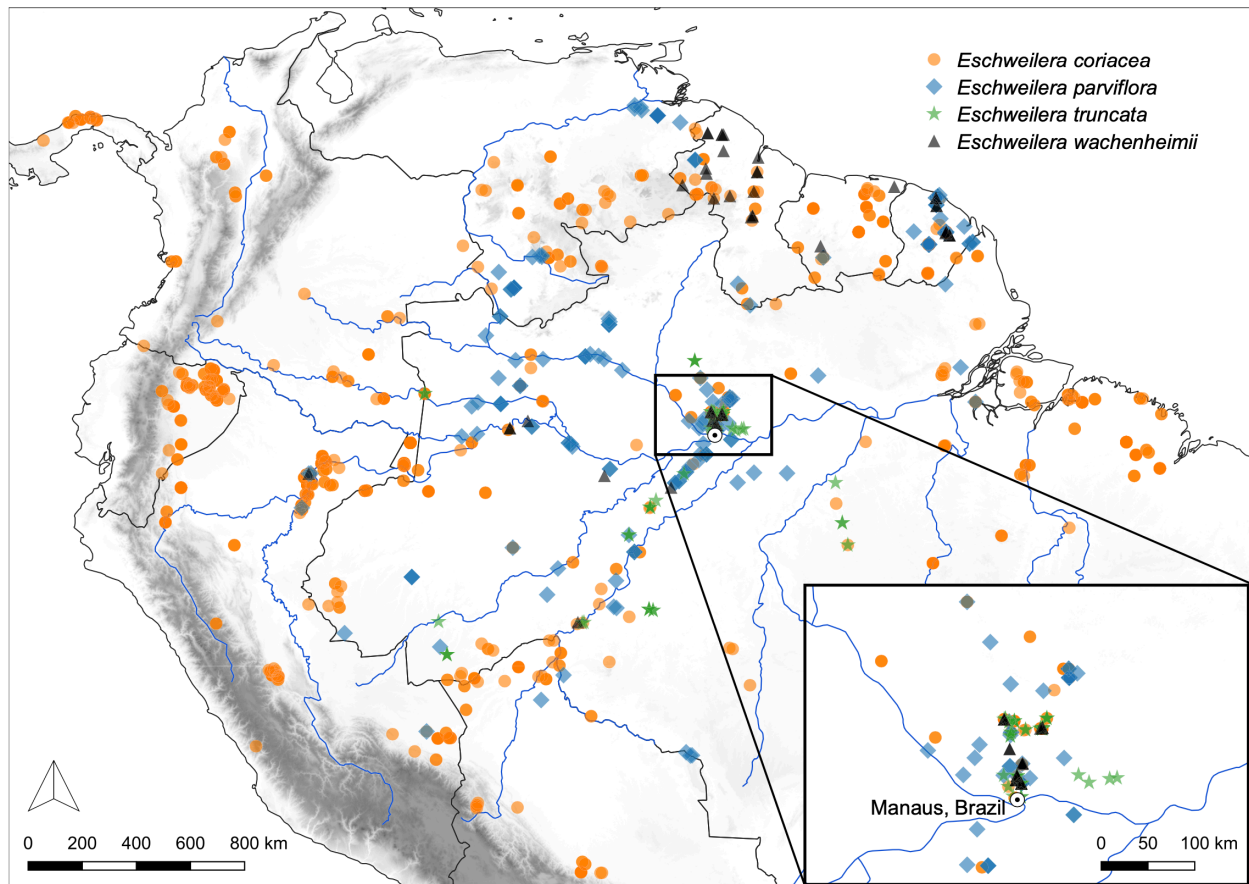 Eschweilera coriacea
Eschweilera parviflora
Eschweilera truncata
Eschweilera wachenheimii
Manaus, Brazil
0 200 400 600 800 km
0 50 100 km